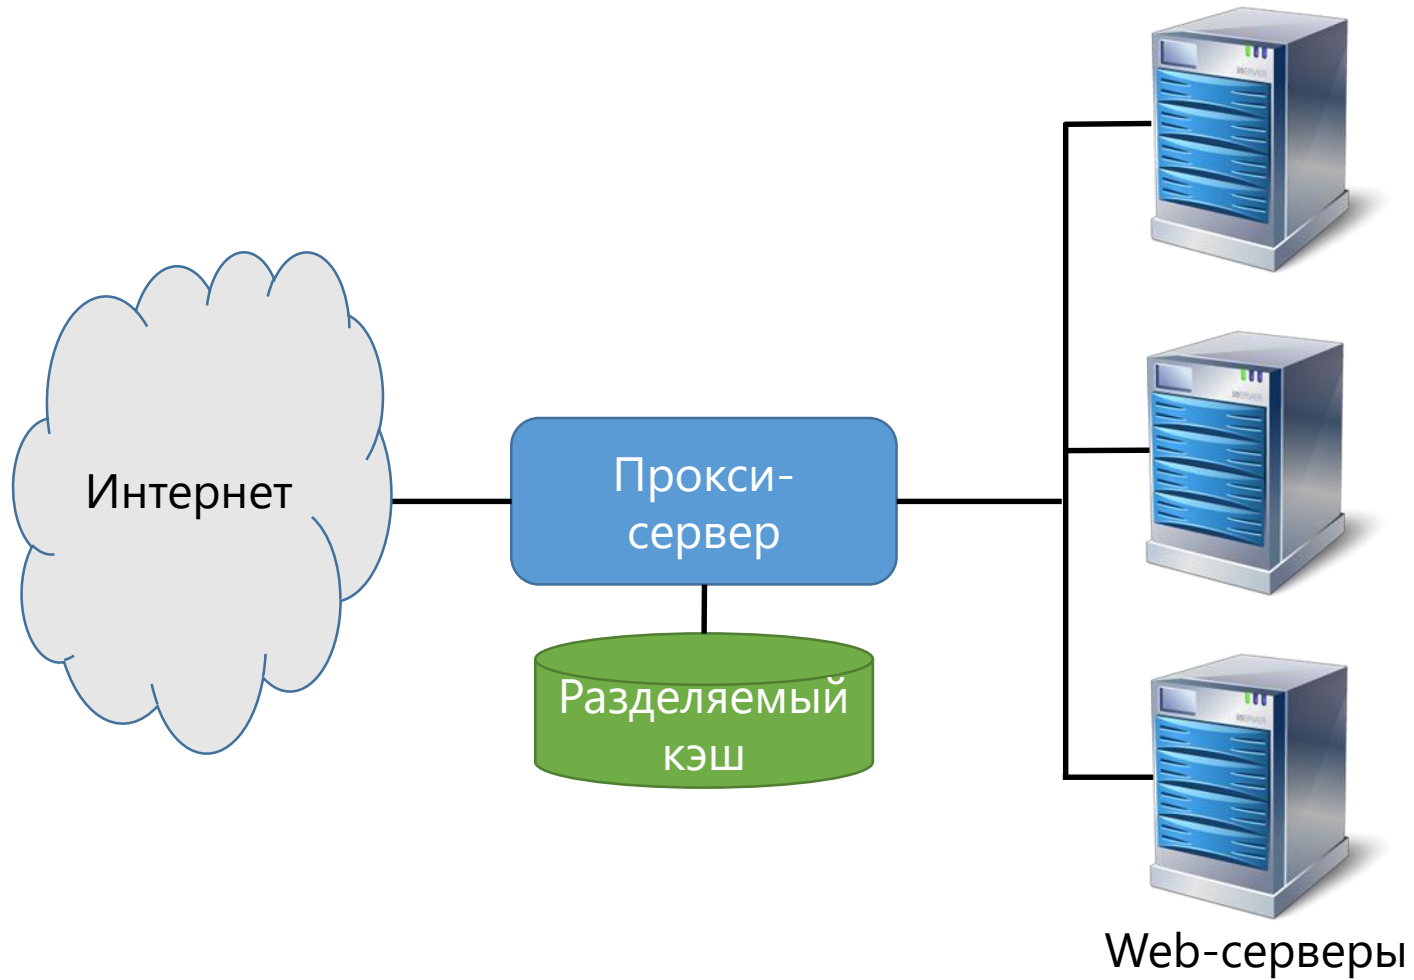 Интернет
Прокси-
сервер
Разделяемый
кэш
Web-серверы